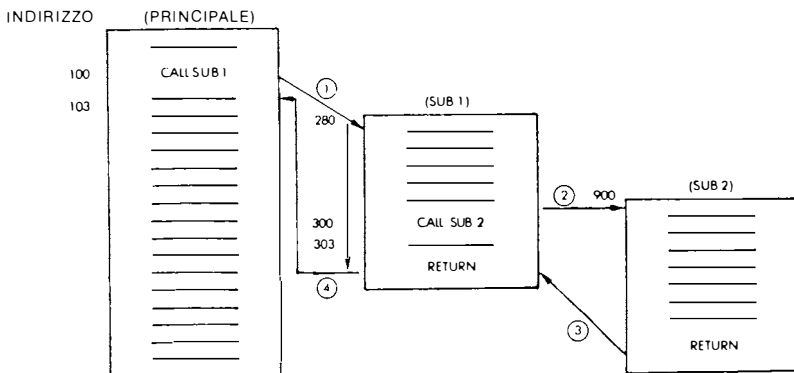 INDIRIZZO (PRINCIPALE)
100 CALL SUB 1
103
1
(SUB 1)
280
2 900
(SUB 2)
300 CALL SUB 2
303
RETURN
4
3
RETURN